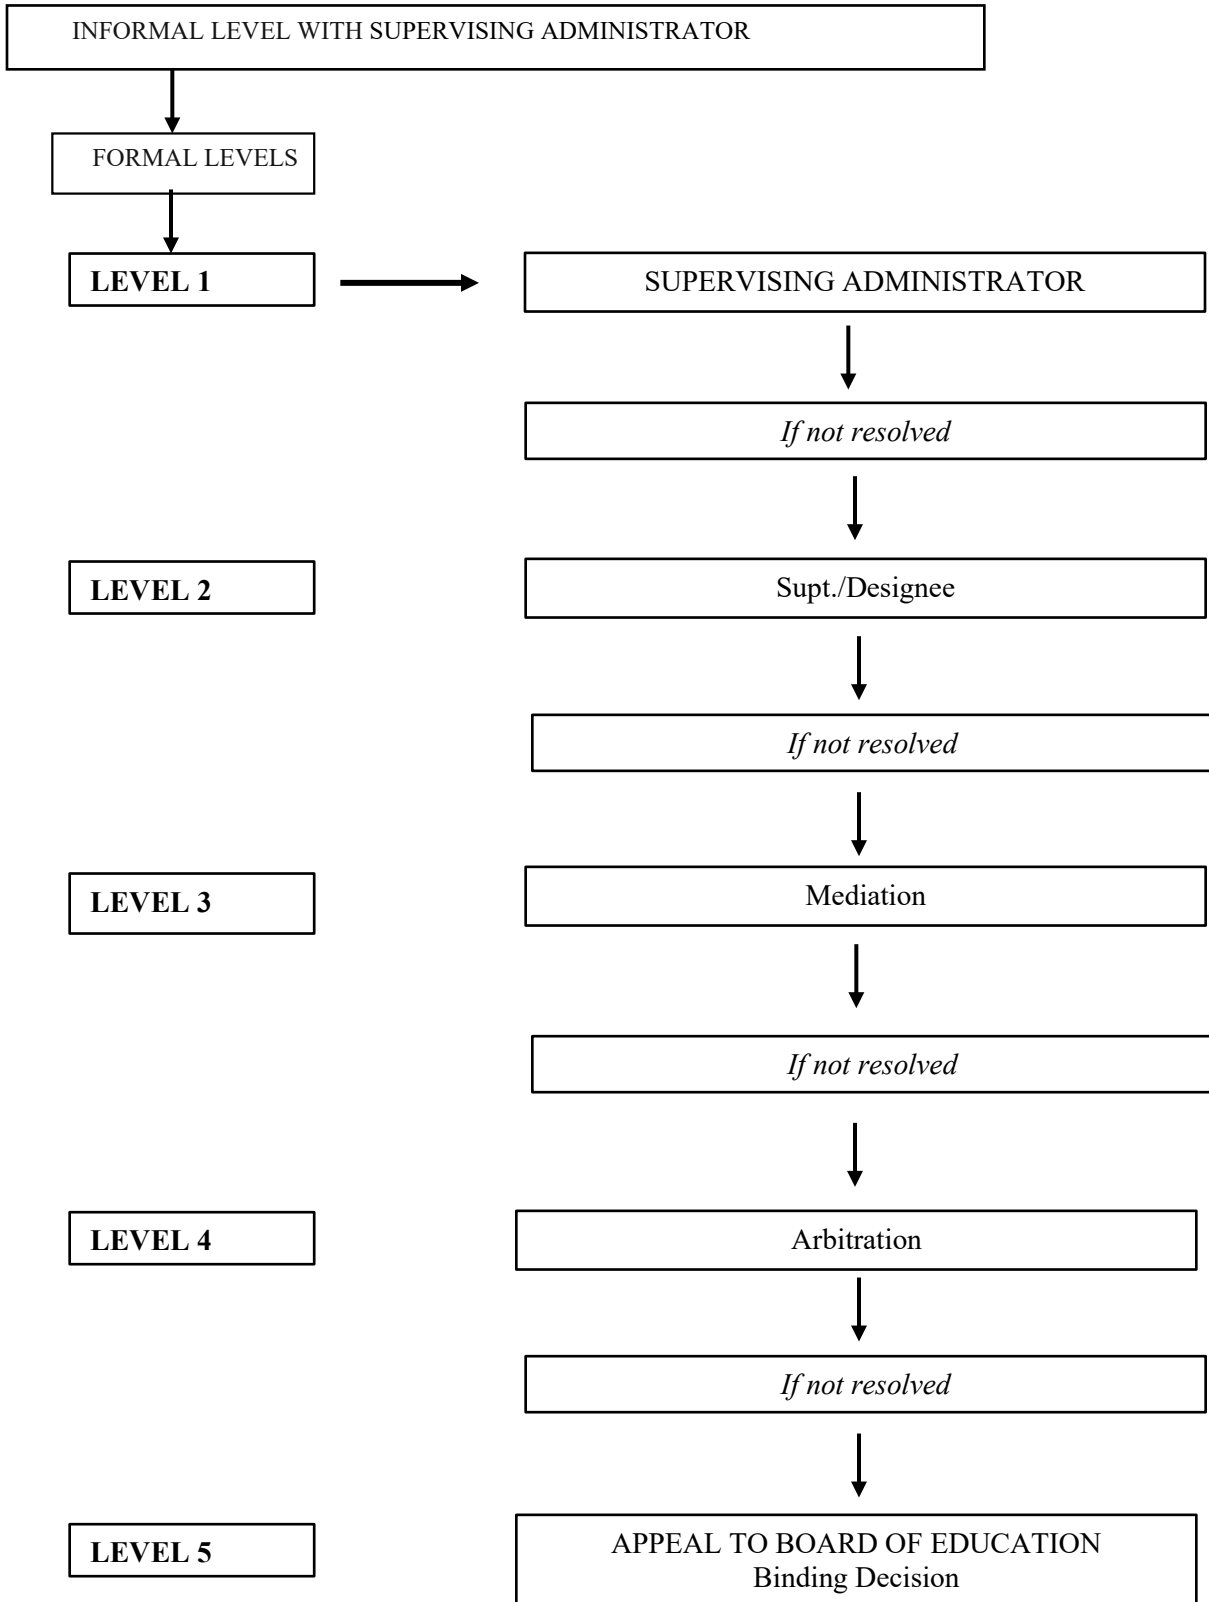 INFORMAL LEVEL WITH SUPERVISING ADMINISTRATOR
FORMAL LEVELS
LEVEL 1
SUPERVISING ADMINISTRATOR
If not resolved
LEVEL 2
Supt./Designee
If not resolved
LEVEL 3
Mediation
If not resolved
LEVEL 4
Arbitration
If not resolved
LEVEL 5
APPEAL TO BOARD OF EDUCATION
Binding Decision